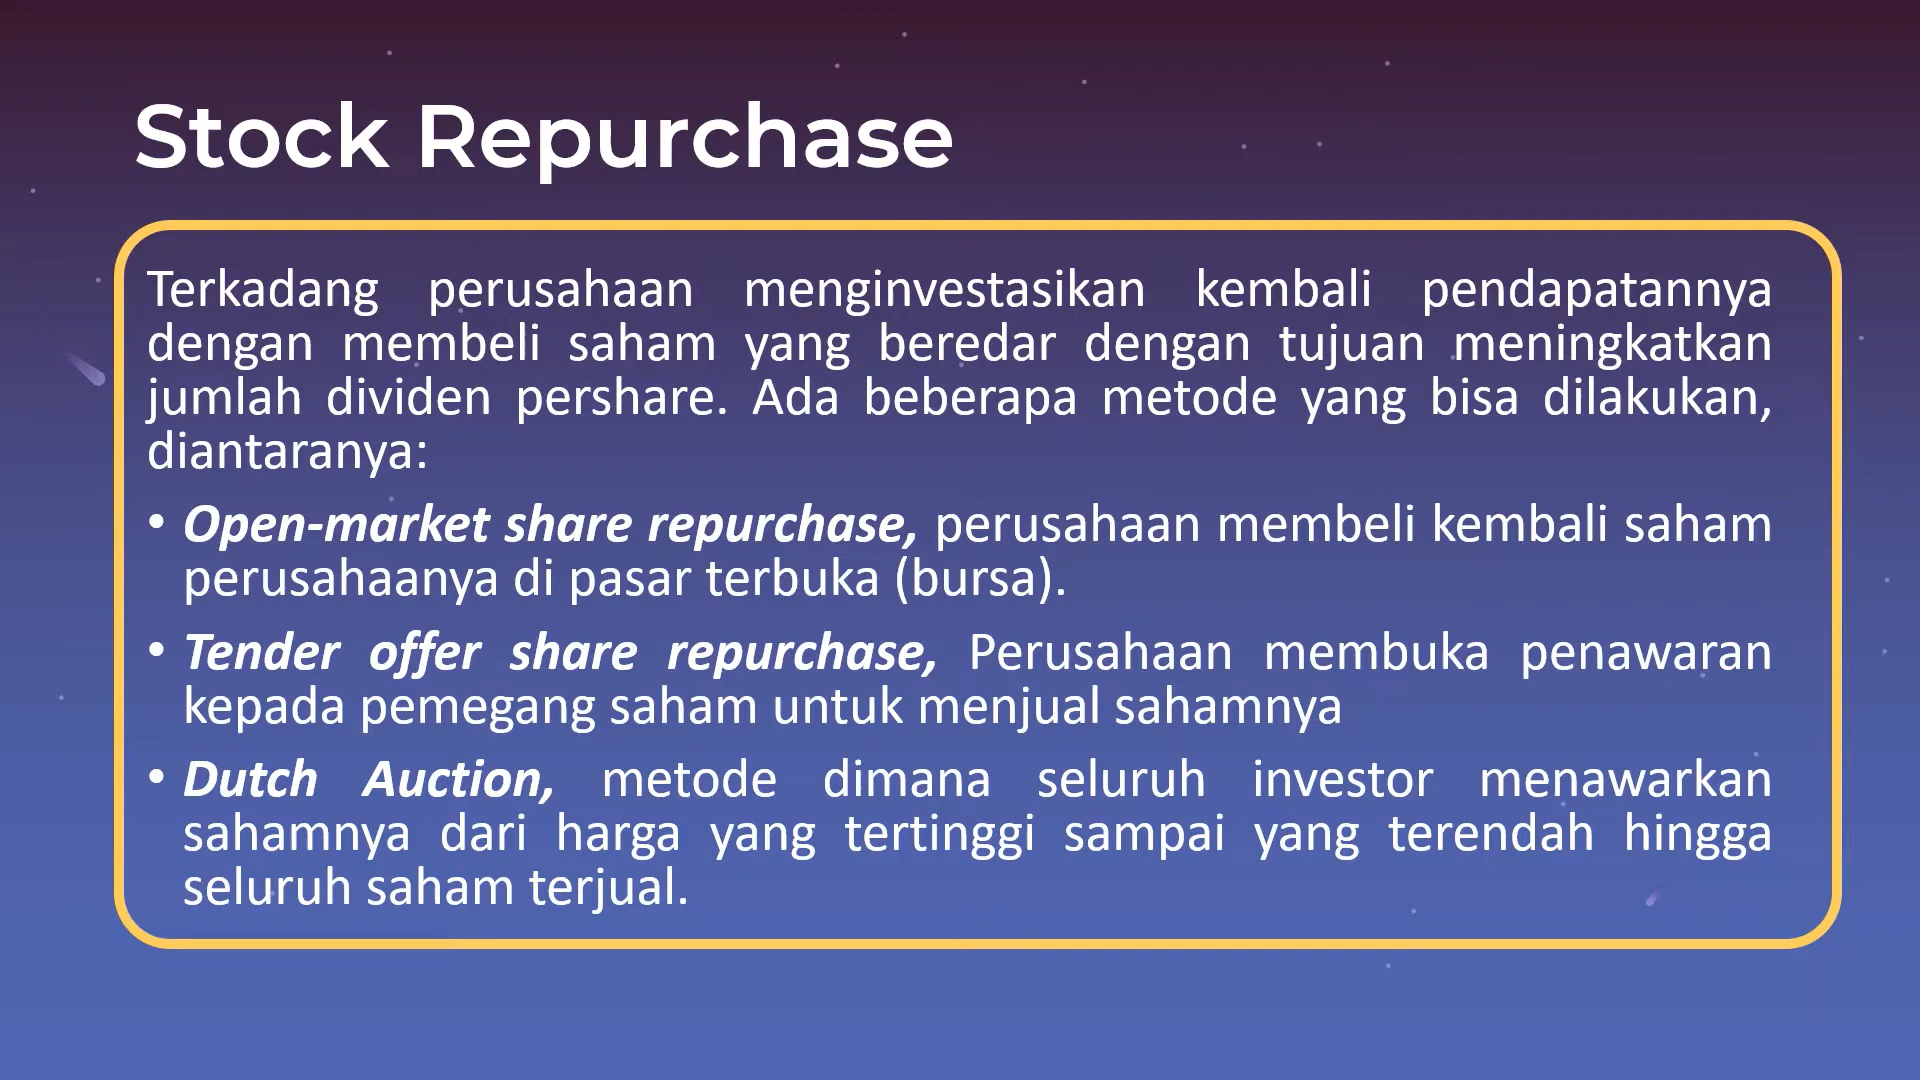 Stock Repurchase
Terkadang perusahaan menginvestasikan kembali pendapatannya
dengan membeli saham yang beredar dengan tujuan meningkatkan
jumlah dividen pershare. Ada beberapa metode yang bisa dilakukan,
diantaranya:
• Open-market share repurchase, perusahaan membeli kembali saham
perusahaanya di pasar terbuka (bursa).
• Tender offer share repurchase, Perusahaan membuka penawaran
kepada pemegang saham untuk menjual sahamnya
• Dutch Auction, metode dimana seluruh investor menawarkan
sahamnya dari harga yang tertinggi sampai yang terendah hingga
seluruh saham terjual.